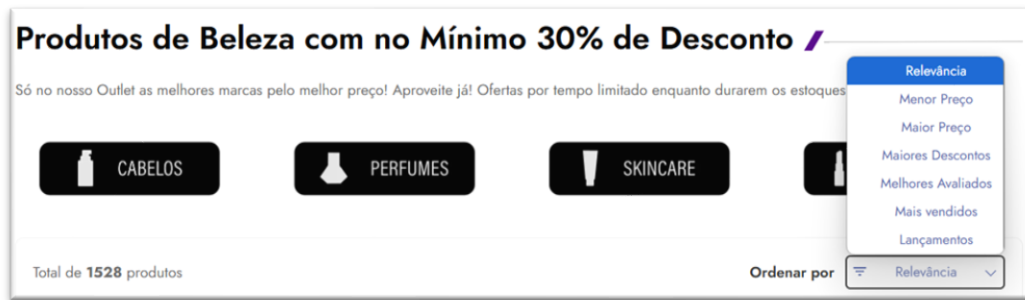 Produtos de Beleza com no Mínimo 30% de Desconto
Só no nosso Outlet as melhores marcas pelo melhor preço! Aproveite já! Ofertas por tempo limitado enquanto durarem os estoques
CABELOS
PERFUMES
SKINCARE
Relevância
Menor Preço
Maior Preço
Maiores Descontos
Melhores Avaliados
Mais vendidos
Lançamentos
Total de 1528 produtos
Ordenar por Relevância